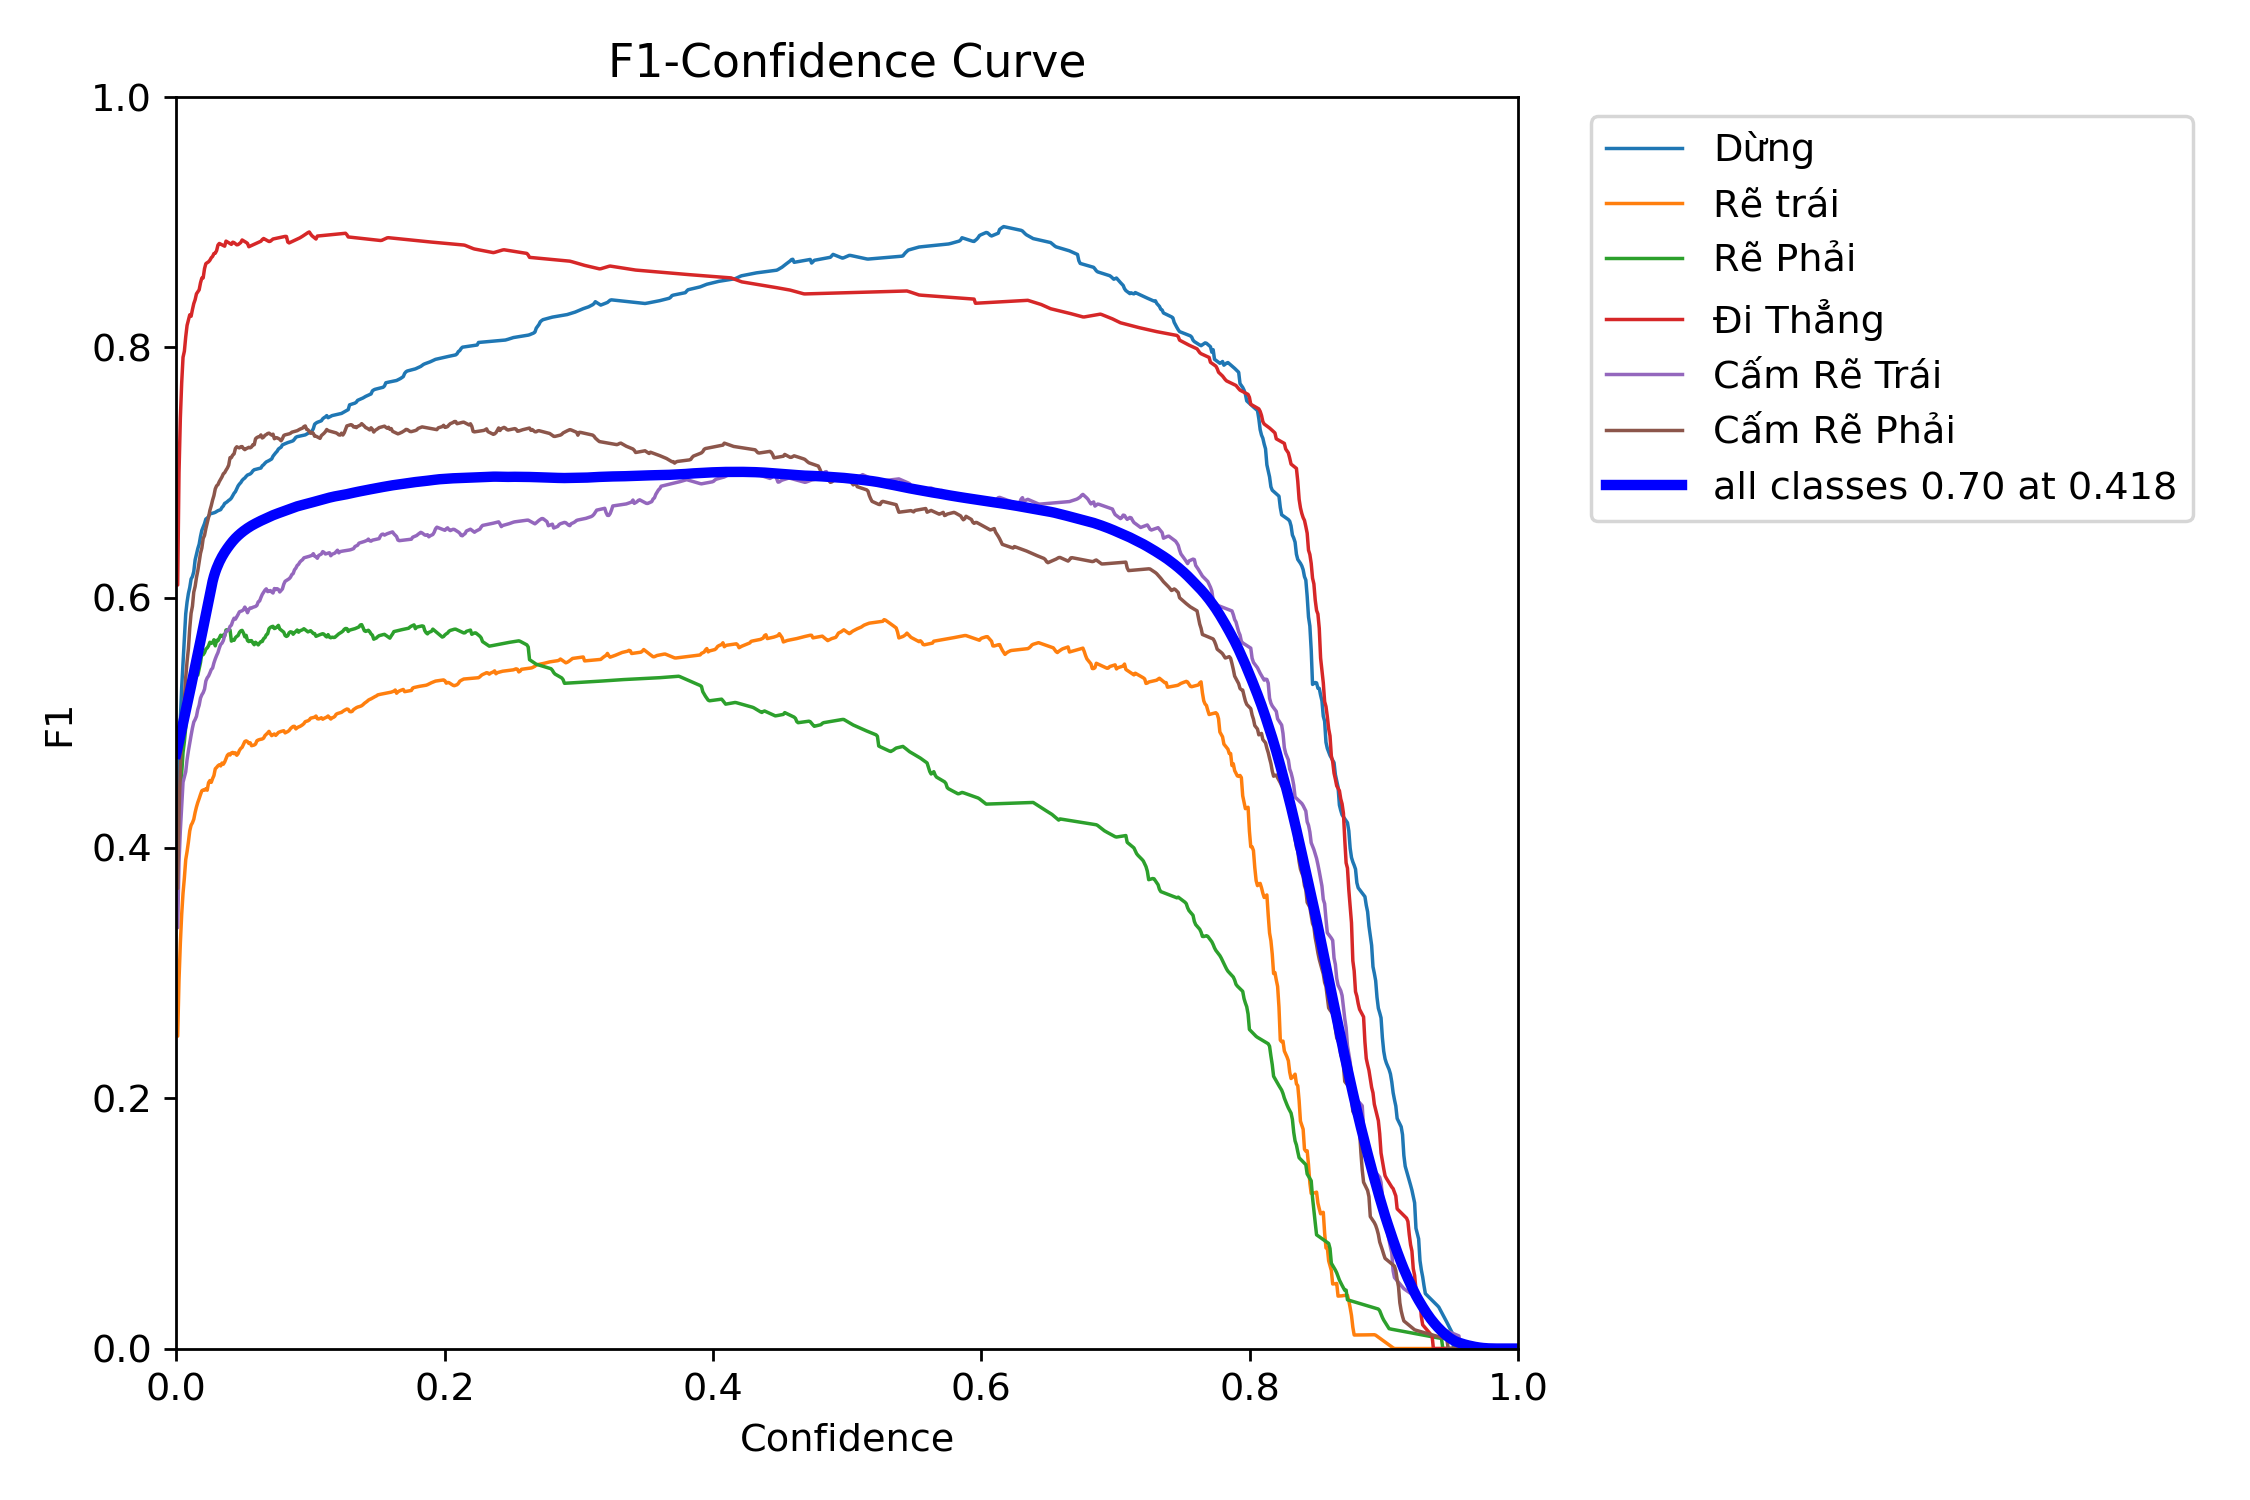 F1-Confidence Curve
1.0
0.8
0.6
0.4
0.2
0.0
F1
0.0 0.2 0.4 0.6 0.8 1.0
Confidence
Dừng
Rẽ trái
Rẽ Phải
Đi Thẳng
Cấm Rẽ Trái
Cấm Rẽ Phải
all classes 0.70 at 0.418